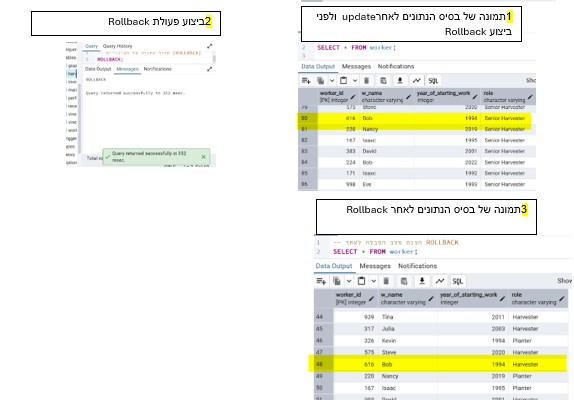 1תמונה של בסיס הנתונים לאחר update ולפני
ביצוע Rollback
2 SELECT * FROM worker;
3
Data Output Messages Notifications
SQL
worker_id w_name year_of_starting_work role
[PK] integer character varying integer character varying
79 575 Steve 2020 Senior Harvester
80 616 Bob 1994 Senior Harvester
81 220 Nancy 2019 Senior Harvester
82 167 Isaac 1995 Senior Harvester
83 383 David 2001 Senior Harvester
84 224 Bob 2022 Senior Harvester
85 171 Isaac 1992 Senior Harvester
86 998 Eve 1993 Senior Harvester
2ביצוע פעולת Rollback
Query Query History
ROLLBACK;
Data Output Messages Notifications
ROLLBACK
Query returned successfully in 352 msec.
Query returned successfully in 352
msec.
3תמונה של בסיס הנתונים לאחר Rollback
1 -- הצגת מצב הטבלה לאחר ROLLBACK
2 SELECT * FROM worker;
Data Output Messages Notifications
SQL
worker_id w_name year_of_starting_work role
[PK] integer character varying integer character varying
44 939 Tina 2011 Harvester
45 317 Julia 2003 Harvester
46 326 Kevin 1994 Planter
47 575 Steve 2020 Harvester
48 616 Bob 1994 Harvester
49 220 Nancy 2019 Planter
50 167 Isaac 1995 Planter